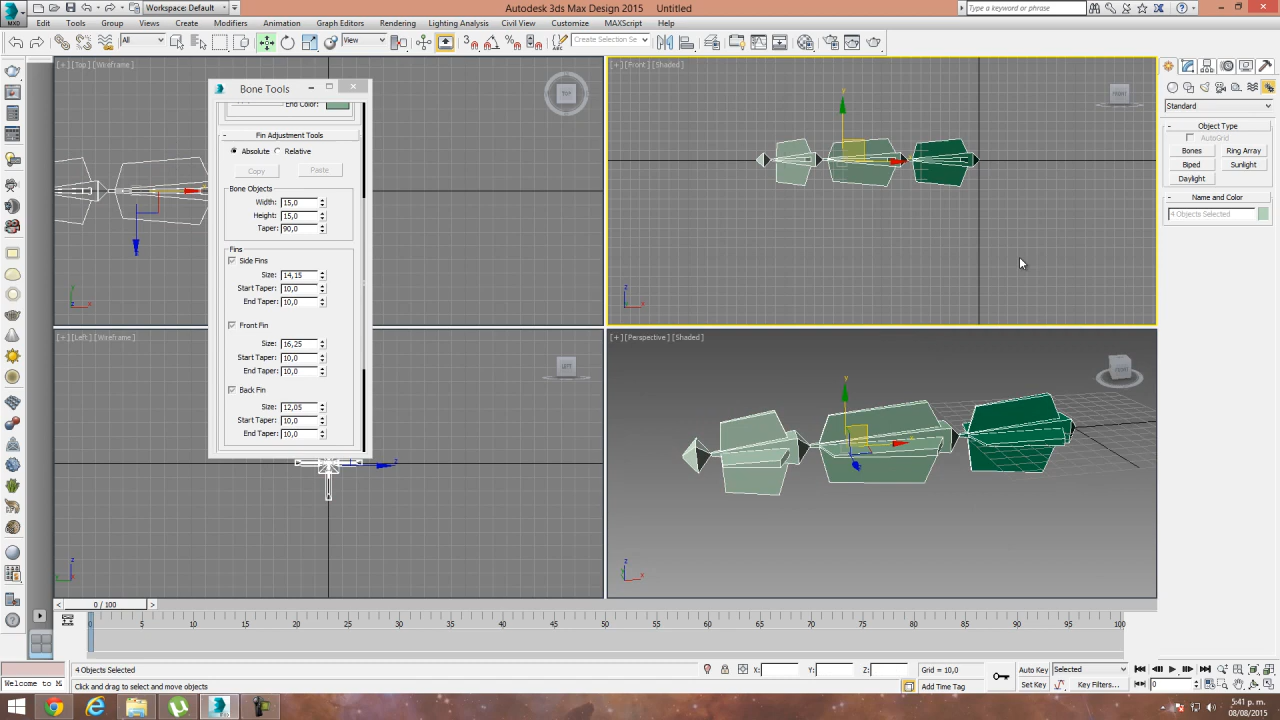 MXD
Workspace: Default
Autodesk 3ds Max Design 2015 Untitled
Type a keyword or phrase
Edit Tools Group Views Create Modifiers Animation Graph Editors Rendering Lighting Analysis Civil View Customize MAXScript Help
All
View
Create Selection Se
[+] [Top] [Wireframe]
TOP
[+] [Front] [Shaded]
FRONT
[+] [Left] [Wireframe]
LEFT
[+] [Perspective] [Shaded]
Bone Tools
End Color:
Fin Adjustment Tools
Absolute Relative
Copy Paste
Bone Objects
Width: 15,0
Height: 15,0
Taper: 90,0
Fins
Side Fins
Size: 14,15
Start Taper: 10,0
End Taper: 10,0
Front Fin
Size: 16,25
Start Taper: 10,0
End Taper: 10,0
Back Fin
Size: 12,05
Start Taper: 10,0
End Taper: 10,0
Standard
Object Type
AutoGrid
Bones Ring Array
Biped Sunlight
Daylight
Name and Color
4 Objects Selected
0 / 100
0 5 10 15 20 25 30 35 40 45 50 55 60 65 70 75 80 85 90 95 100
4 Objects Selected
X: Y: Z: Grid = 10,0
Auto Key Selected
Welcome to M
Click and drag to select and move objects
Add Time Tag
Set Key Key Filters...
0
5:41 p. m.
08/08/2015